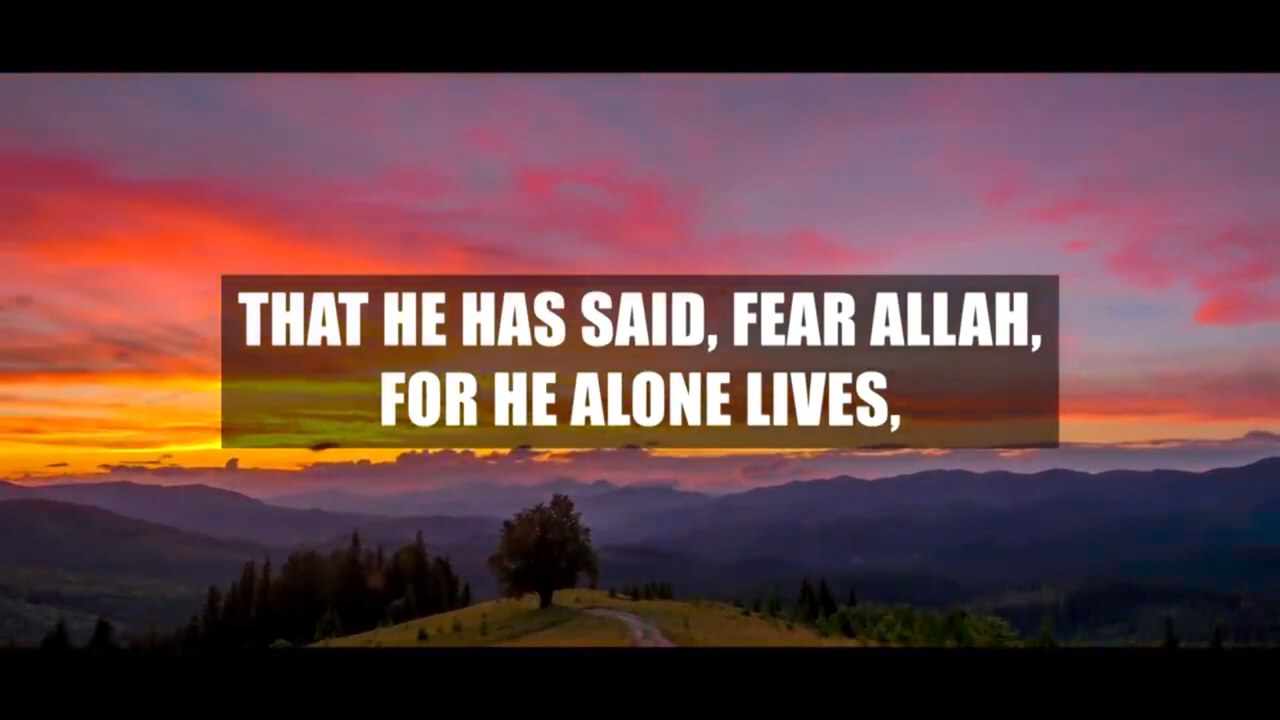 THAT HE HAS SAID, FEAR ALLAH,
FOR HE ALONE LIVES,